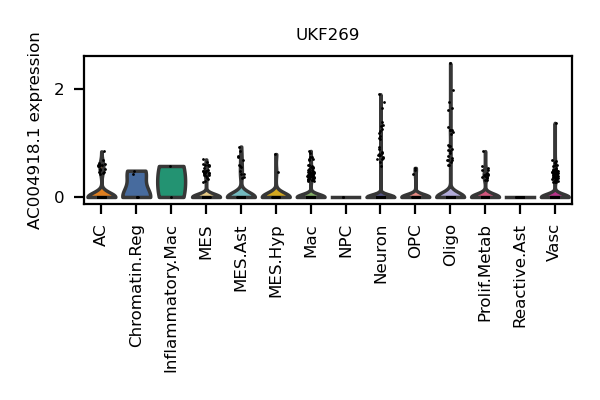 UKF269
AC004918.1 expression
2
0
AC
Chromatin.Reg
Inflammatory.Mac
MES
MES.Ast
MES.Hyp
Mac
NPC
Neuron
OPC
Oligo
Prolif.Metab
Reactive.Ast
Vasc